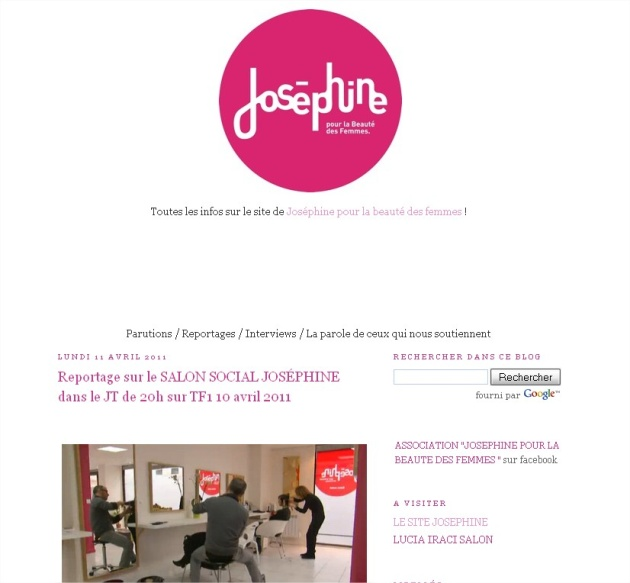 Joséphine
pour la Beauté
des Femmes.
Toutes les infos sur le site de Joséphine pour la beauté des femmes !
Parutions / Reportages / Interviews / La parole de ceux qui nous soutiennent
LUNDI 11 AVRIL 2011
Reportage sur le SALON SOCIAL JOSÉPHINE
dans le JT de 20h sur TF1 10 avril 2011
RECHERCHER DANS CE BLOG
Rechercher
fourni par Google™
ASSOCIATION "JOSEPHINE POUR LA
BEAUTE DES FEMMES " sur facebook
A VISITER
LE SITE JOSEPHINE
LUCIA IRACI SALON